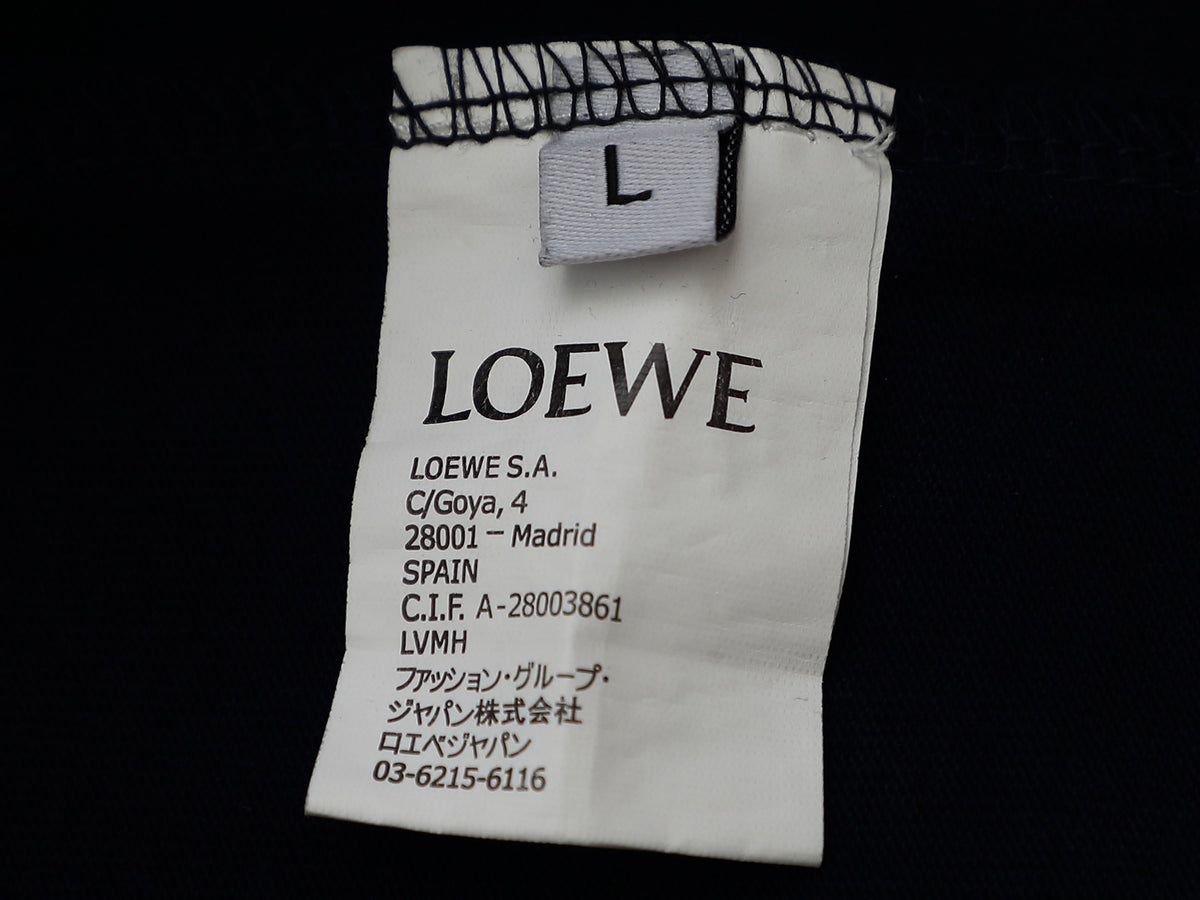 L
LOEWE
LOEWE S.A.
C/Goya, 4
28001 – Madrid
SPAIN
C.I.F. A-28003861
LVMH
ファッション・グループ・
ジャパン株式会社
ロエベジャパン
03-6215-6116